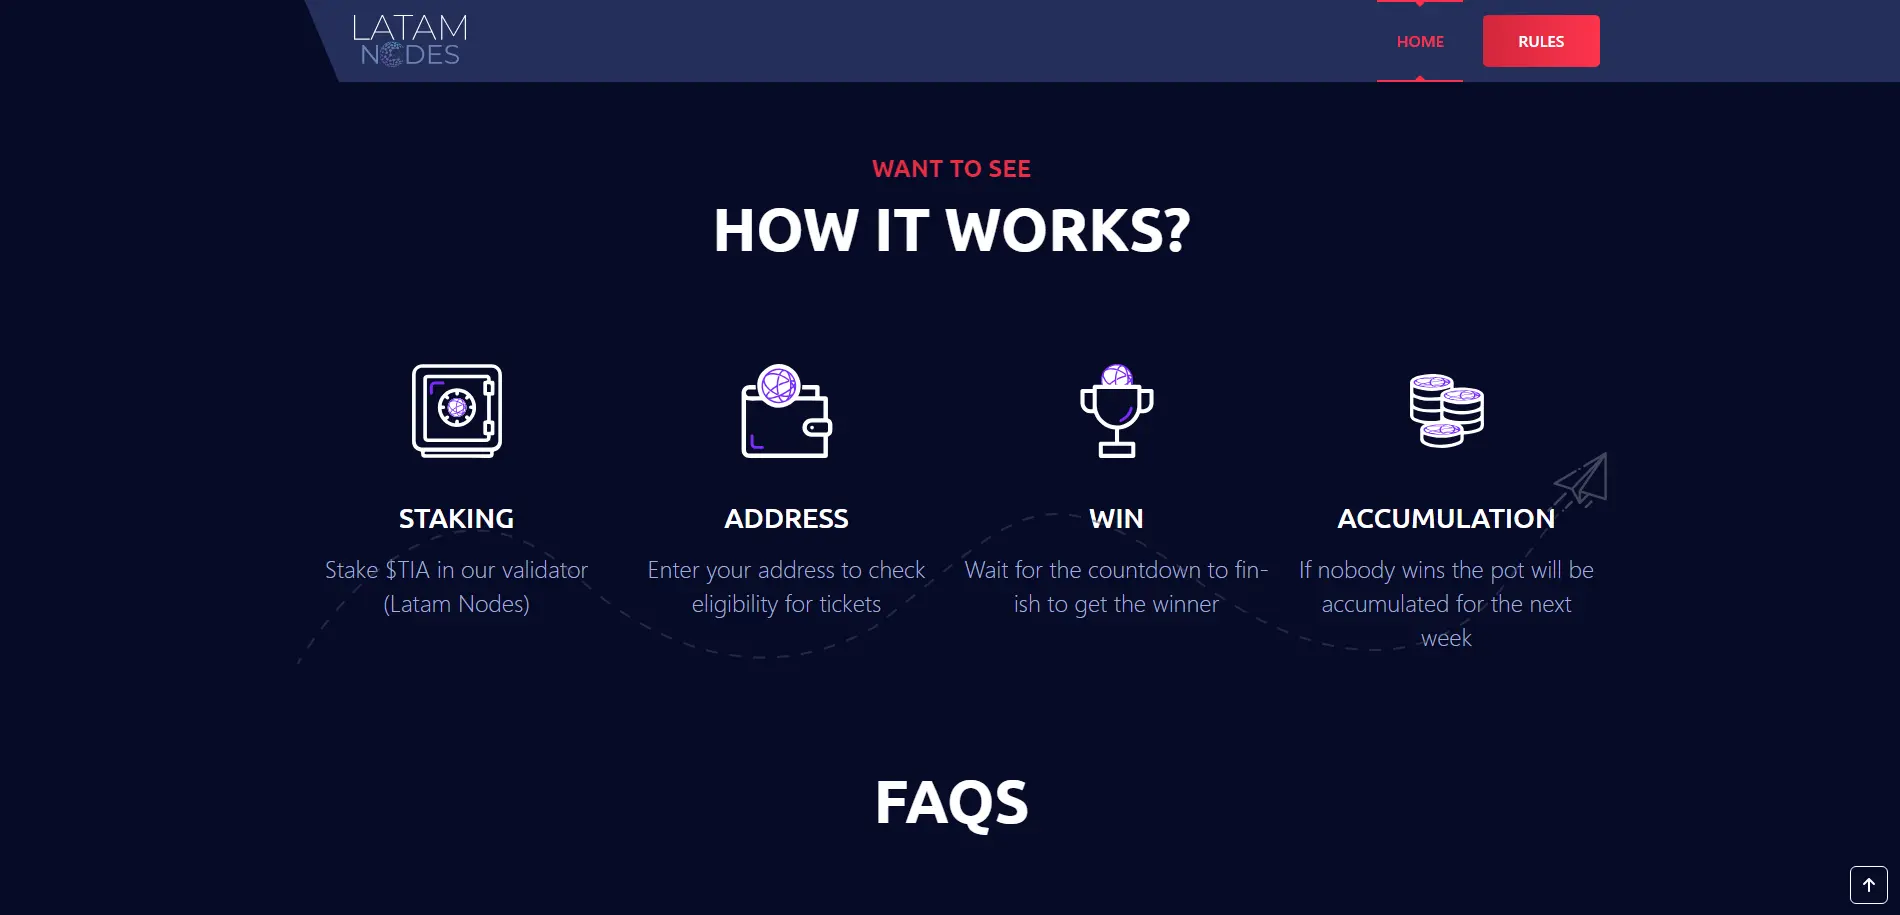 LATAM
NODES
HOME
RULES
WANT TO SEE
HOW IT WORKS?
STAKING
Stake $TIA in our validator
(Latam Nodes)
ADDRESS
Enter your address to check
eligibility for tickets
WIN
Wait for the countdown to fin-
ish to get the winner
ACCUMULATION
If nobody wins the pot will be
accumulated for the next
week
FAQS